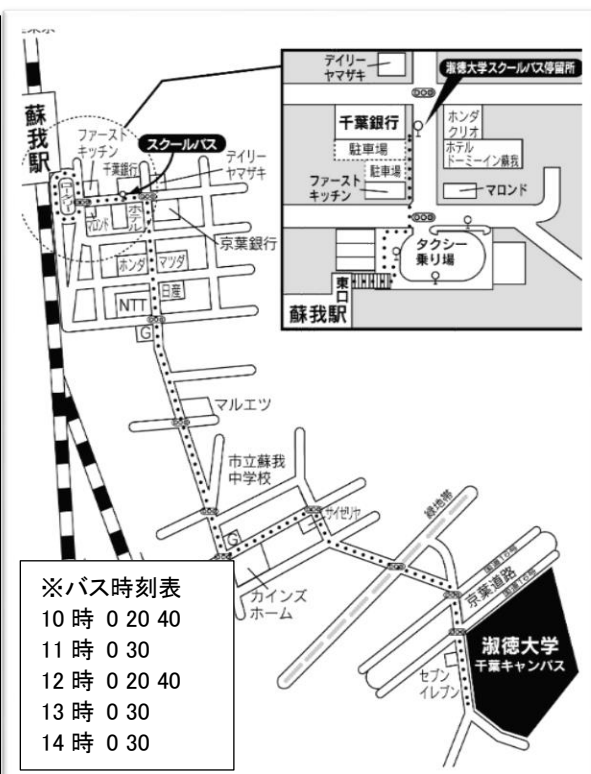 蘇我駅
ファースト
キッチン
千葉銀行
スクールバス
デイリー
ヤマザキ
マロンド
ホテル
京葉銀行
ホンダ
マツダ
日産
NTT
G
マルエツ
市立蘇我
中学校
G
サイゼリヤ
カインズ
ホーム
緑地帯
国道16号
京葉道路
国道16号
セブン
イレブン
淑徳大学
千葉キャンパス
デイリー
ヤマザキ
淑徳大学スクールバス停留所
千葉銀行
駐車場
駐車場
ファースト
キッチン
ホンダ
クリオ
ホテル
ドーミーイン蘇我
マロンド
タクシー
乗り場
東口
蘇我駅
※バス時刻表
10 時 0 20 40
11 時 0 30
12 時 0 20 40
13 時 0 30
14 時 0 30